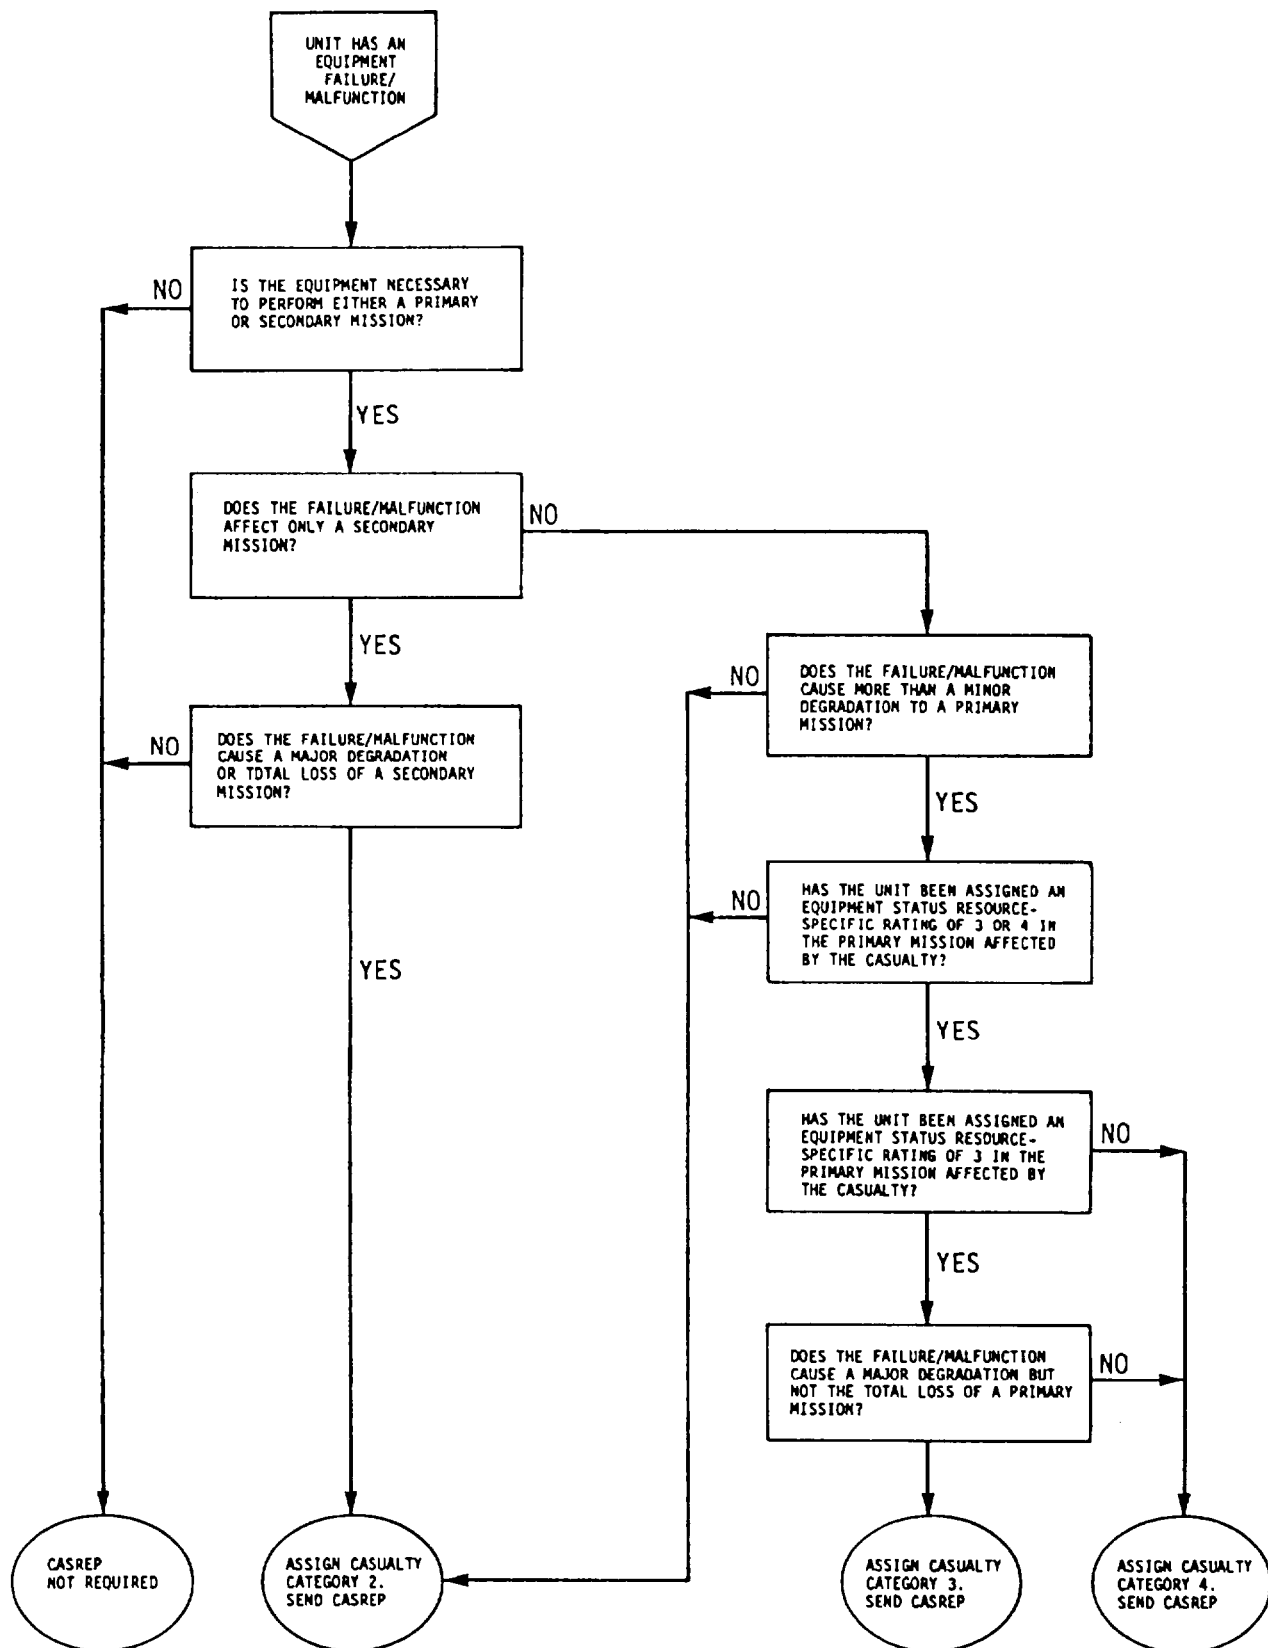 UNIT HAS AN
EQUIPMENT
FAILURE/
MALFUNCTION
NO
IS THE EQUIPMENT NECESSARY
TO PERFORM EITHER A PRIMARY
OR SECONDARY MISSION?
YES
DOES THE FAILURE/MALFUNCTION
AFFECT ONLY A SECONDARY
MISSION?
NO
YES
DOES THE FAILURE/MALFUNCTION
CAUSE MORE THAN A MINOR
DEGRADATION TO A PRIMARY
MISSION?
NO
NO
DOES THE FAILURE/MALFUNCTION
CAUSE A MAJOR DEGRADATION
OR TOTAL LOSS OF A SECONDARY
MISSION?
YES
NO
HAS THE UNIT BEEN ASSIGNED AN
EQUIPMENT STATUS RESOURCE-
SPECIFIC RATING OF 3 OR 4 IN
THE PRIMARY MISSION AFFECTED
BY THE CASUALTY?
YES
YES
HAS THE UNIT BEEN ASSIGNED AN
EQUIPMENT STATUS RESOURCE-
SPECIFIC RATING OF 3 IN THE
PRIMARY MISSION AFFECTED BY
THE CASUALTY?
NO
YES
DOES THE FAILURE/MALFUNCTION
CAUSE A MAJOR DEGRADATION BUT
NOT THE TOTAL LOSS OF A PRIMARY
MISSION?
NO
CASREP
NOT REQUIRED
ASSIGN CASUALTY
CATEGORY 2.
SEND CASREP
ASSIGN CASUALTY
CATEGORY 3.
SEND CASREP
ASSIGN CASUALTY
CATEGORY 4.
SEND CASREP